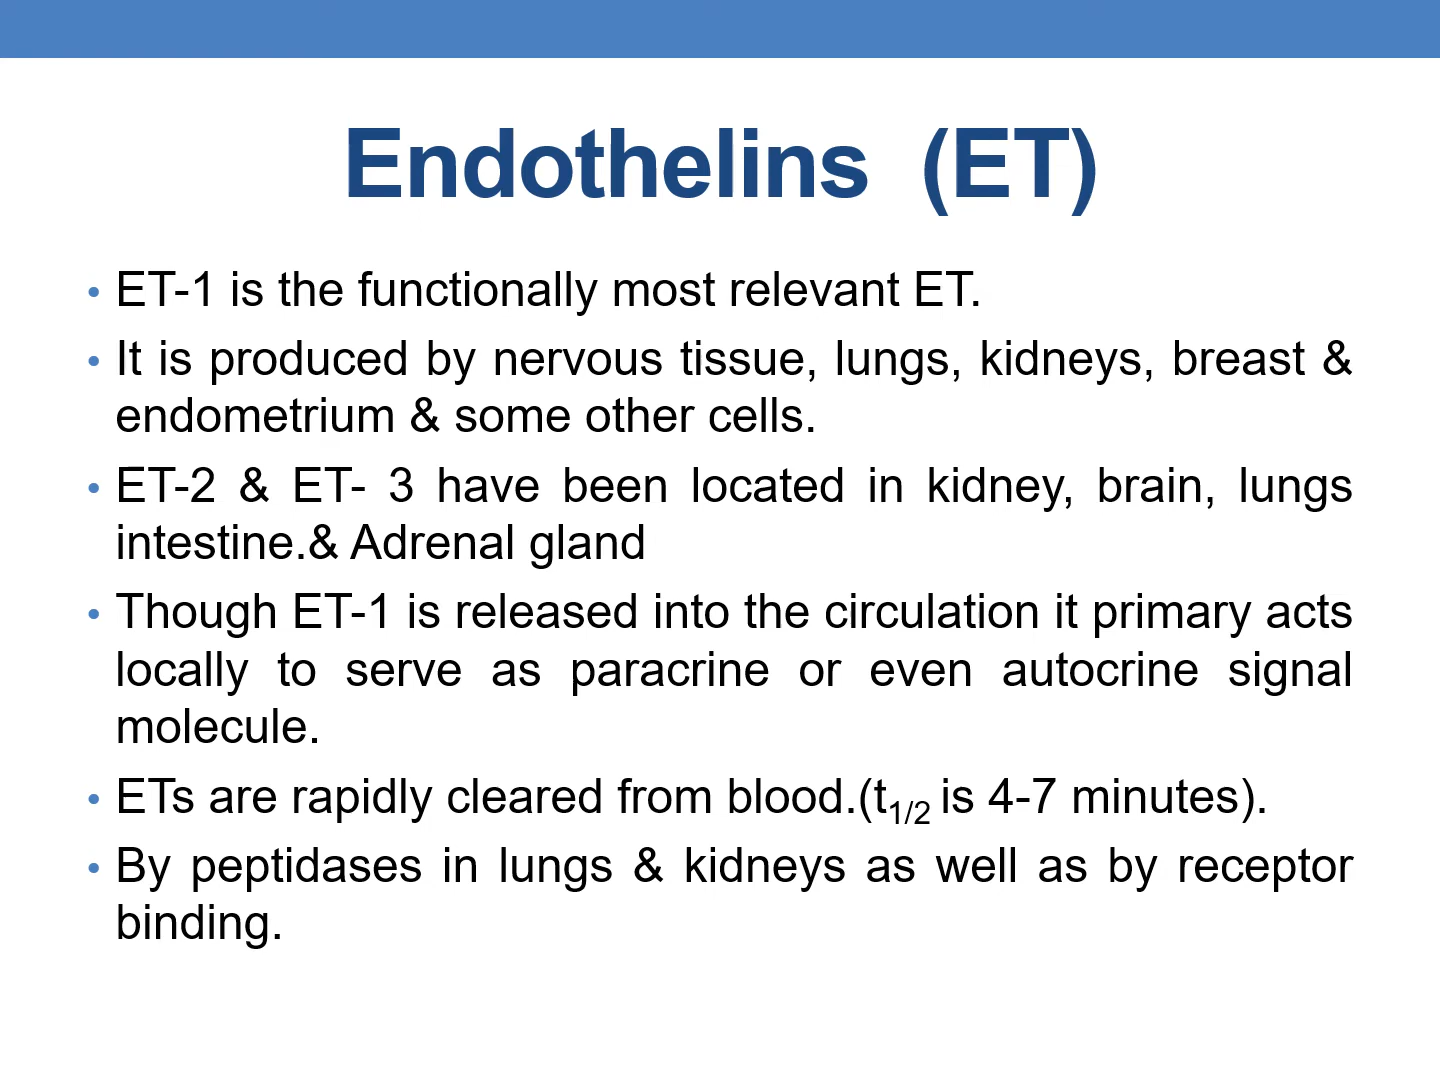 Endothelins (ET)
• ET-1 is the functionally most relevant ET.
• It is produced by nervous tissue, lungs, kidneys, breast &
endometrium & some other cells.
• ET-2 & ET- 3 have been located in kidney, brain, lungs
intestine.& Adrenal gland
• Though ET-1 is released into the circulation it primary acts
locally to serve as paracrine or even autocrine signal
molecule.
• ETs are rapidly cleared from blood.(t1/2 is 4-7 minutes).
• By peptidases in lungs & kidneys as well as by receptor
binding.